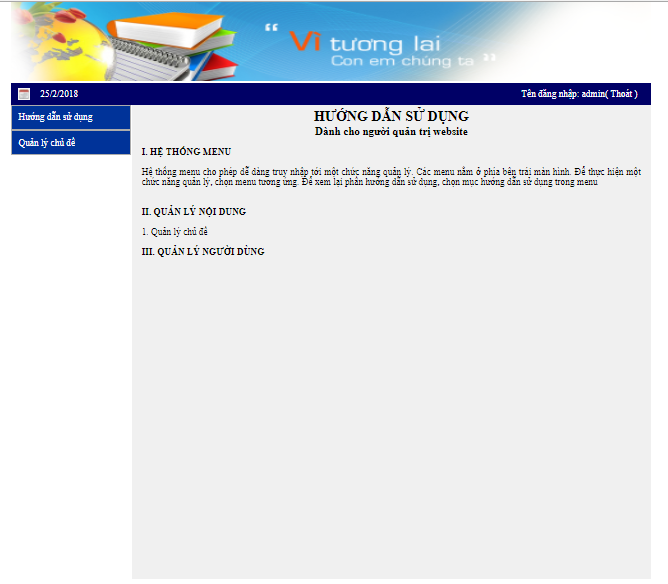 “ Vì tương lai
Con em chúng ta ”
25/2/2018
Tên đăng nhập: admin( Thoát )
Hướng dẫn sử dụng
Quản lý chủ đề
HƯỚNG DẪN SỬ DỤNG
Dành cho người quản trị website
I. HỆ THỐNG MENU
Hệ thống menu cho phép dễ dàng truy nhập tới một chức năng quản lý. Các menu nằm ở phía bên trái màn hình. Để thực hiện một
chức năng quản lý, chọn menu tương ứng. Để xem lại phần hướng dẫn sử dụng, chọn mục hướng dẫn sử dụng trong menu
II. QUẢN LÝ NỘI DUNG
1. Quản lý chủ đề
III. QUẢN LÝ NGƯỜI DÙNG